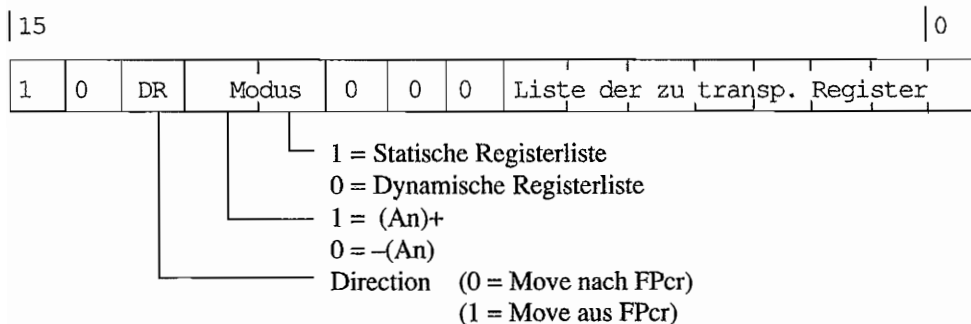 15 0
1 0 DR Modus 0 0 0 Liste der zu transp. Register
1 = Statische Registerliste
0 = Dynamische Registerliste
1 = (An)+
0 = –(An)
Direction (0 = Move nach FPcr)
(1 = Move aus FPcr)